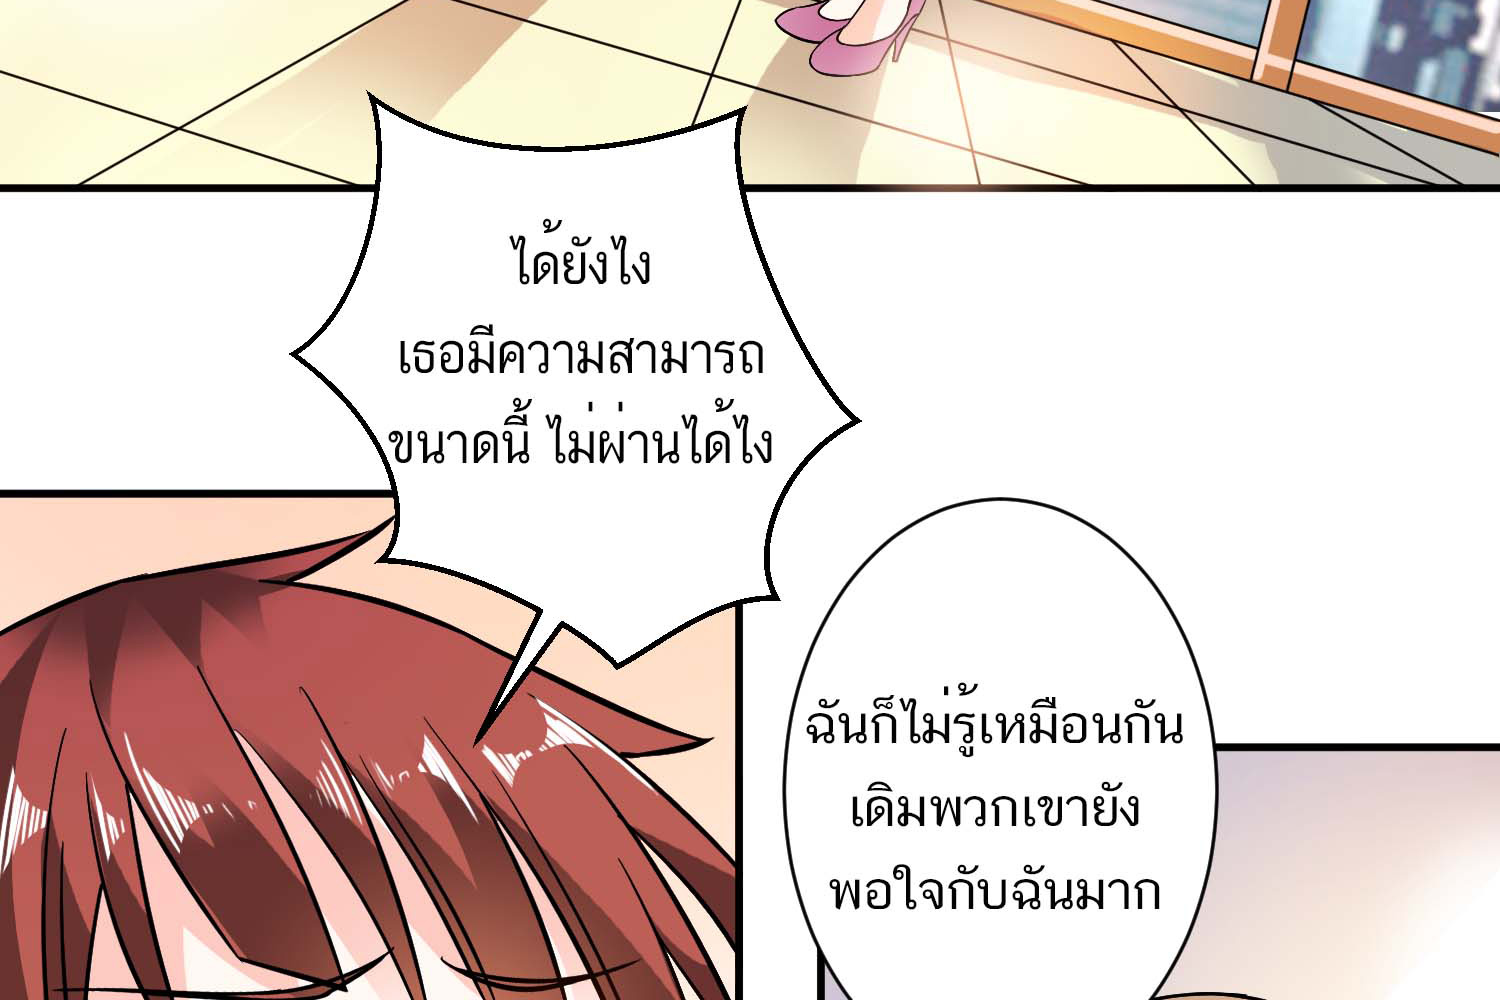 ได้ยังไง
เธอมีความสามารถ
ขนาดนี้ ไม่ผ่านได้ไง
ฉันก็ไม่รู้เหมือนกัน
เดิมพวกเขายัง
พอใจกับฉันมาก